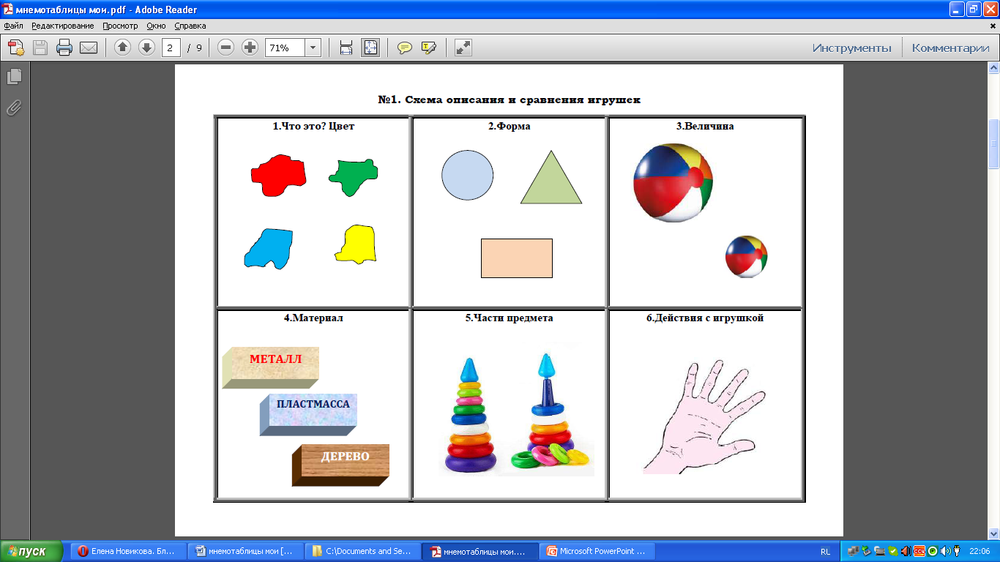 мнемотаблицы мои.pdf - Adobe Reader
Файл Редактирование Просмотр Окно Справка
2 / 9 71% Инструменты Комментарии
№1. Схема описания и сравнения игрушек
1.Что это? Цвет
2.Форма
3.Величина
4.Материал
МЕТАЛЛ
ПЛАСТМАССА
ДЕРЕВО
5.Части предмета
6.Действия с игрушкой
пуск Елена Новикова. Бл... мнемотаблицы мои [... C:\Documents and Se... мнемотаблицы мои.... Microsoft PowerPoint ... RL 22:06